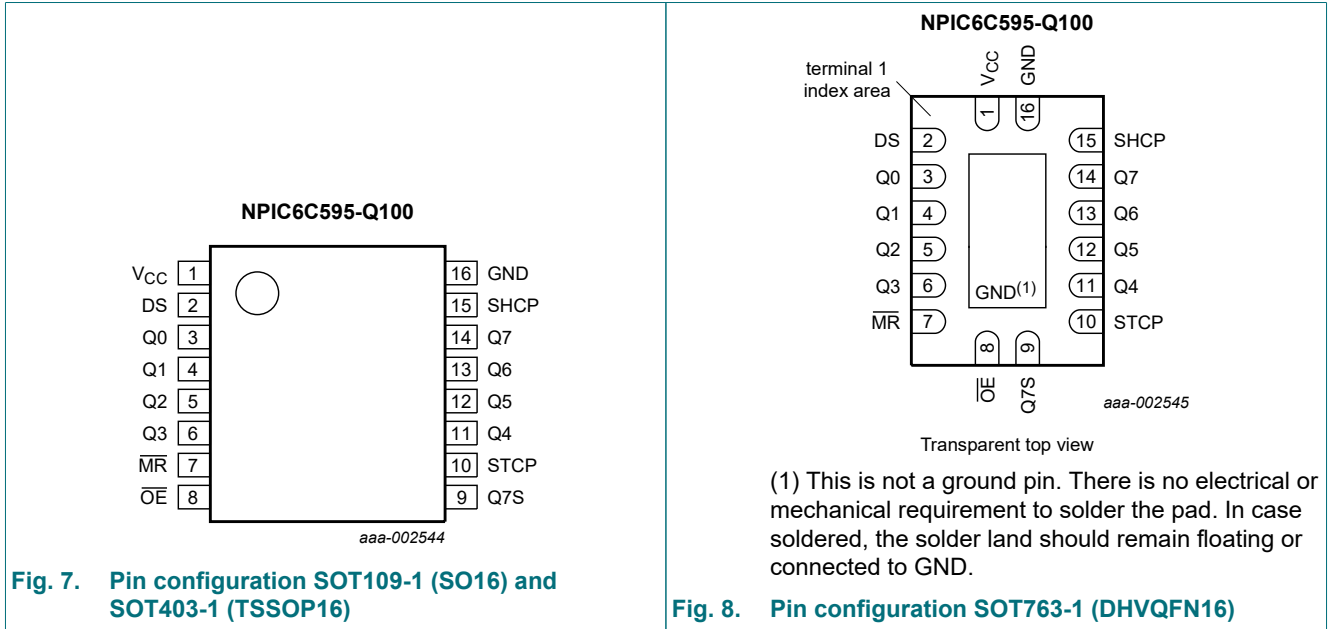 NPIC6C595-Q100
VCC 1
16 GND
DS 2
15 SHCP
Q0 3
14 Q7
Q1 4
13 Q6
Q2 5
12 Q5
Q3 6
11 Q4
MR 7
10 STCP
OE 8
9 Q7S
aaa-002544
Fig. 7. Pin configuration SOT109-1 (SO16) and
SOT403-1 (TSSOP16)
NPIC6C595-Q100
terminal 1
index area
VCC
GND
1
16
DS 2
15 SHCP
Q0 3
14 Q7
Q1 4
13 Q6
Q2 5
12 Q5
Q3 6
GND(1)
11 Q4
MR 7
10 STCP
8
9
OE
Q7S
aaa-002545
Transparent top view
(1) This is not a ground pin. There is no electrical or
mechanical requirement to solder the pad. In case
soldered, the solder land should remain floating or
connected to GND.
Fig. 8. Pin configuration SOT763-1 (DHVQFN16)